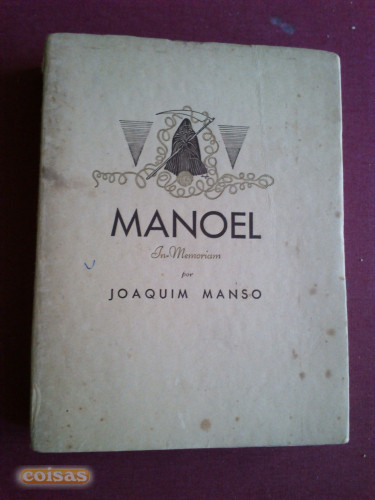 MANOEL
In-Memoriam
por
JOAQUIM MANSO
coisas